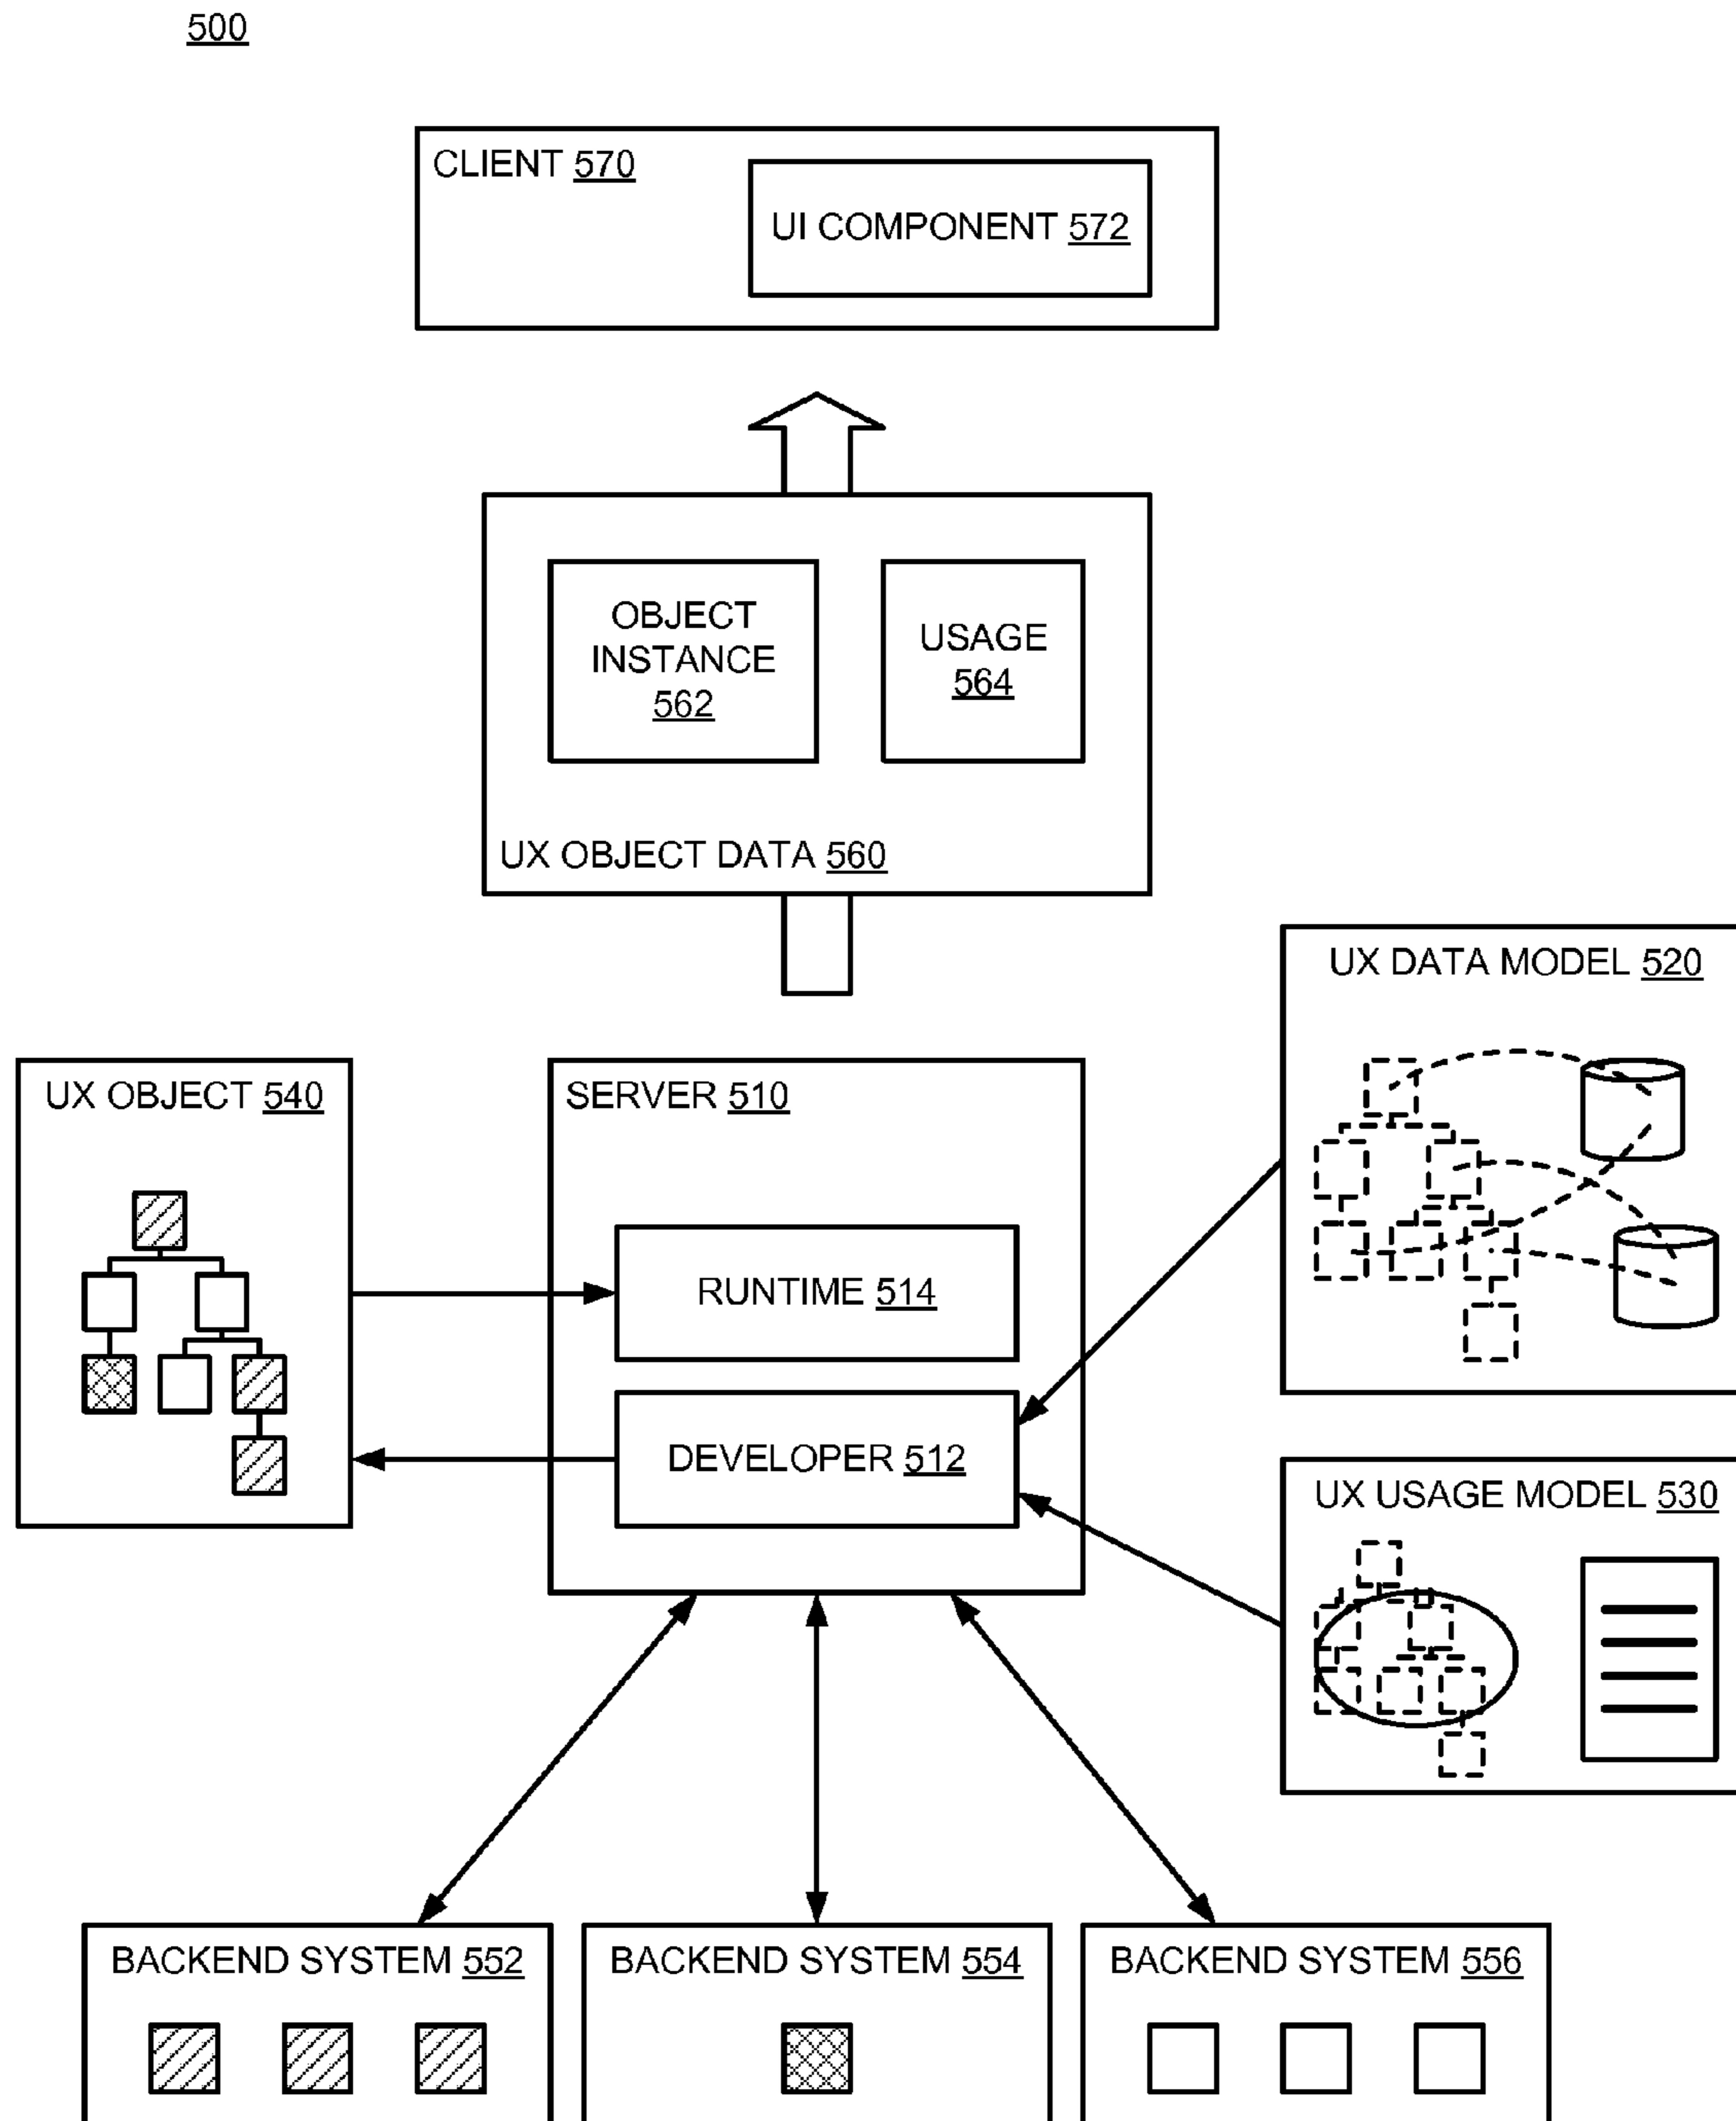 500
CLIENT 570
UI COMPONENT 572
OBJECT
INSTANCE
562
USAGE
564
UX OBJECT DATA 560
UX DATA MODEL 520
UX OBJECT 540
SERVER 510
RUNTIME 514
DEVELOPER 512
UX USAGE MODEL 530
BACKEND SYSTEM 552
BACKEND SYSTEM 554
BACKEND SYSTEM 556